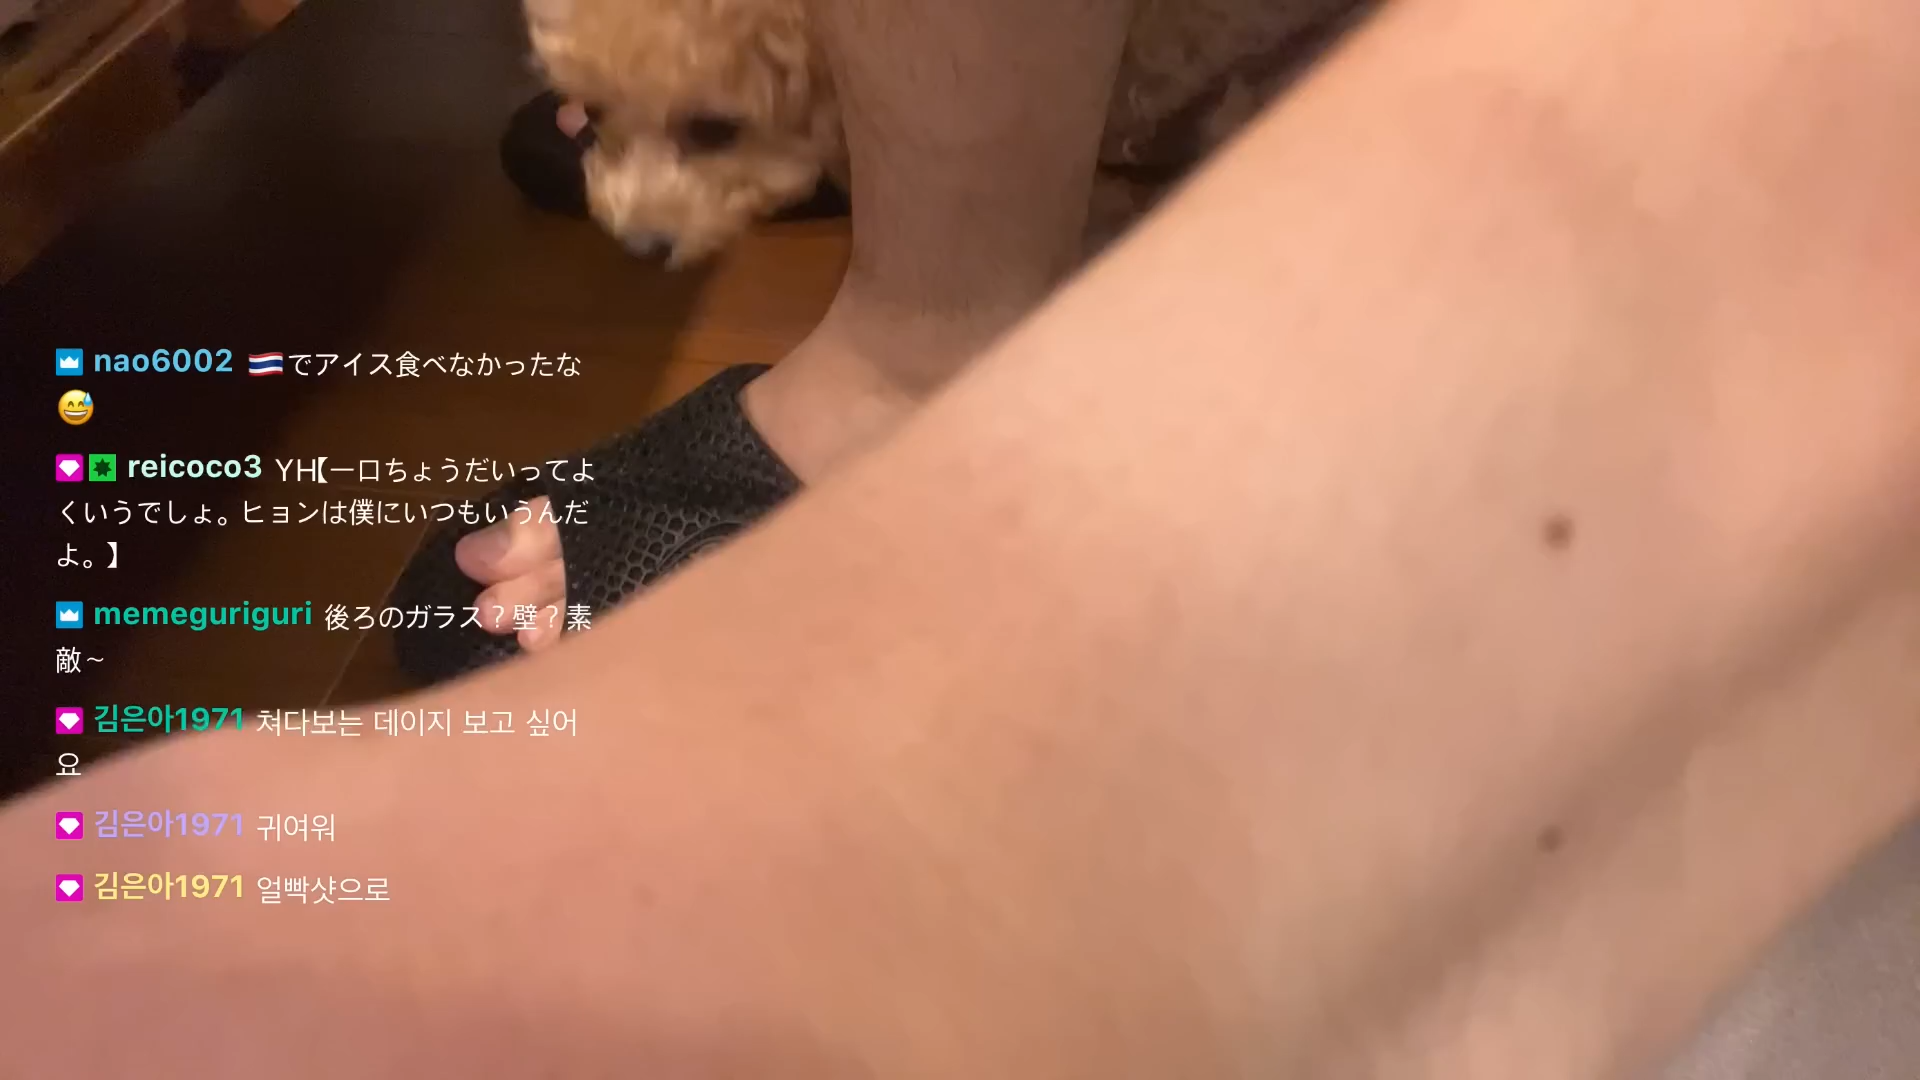 nao6002 🇹🇭でアイス食べなかったな
😅
reicoco3 YH【一口ちょうだいってよ
くいうでしょ。ヒョンは僕にいつもいうんだ
よ。】
memeguriguri 後ろのガラス？壁？素
敵～
김은아1971 쳐다보는 데이지 보고 싶어
요
김은아1971 귀여워
김은아1971 얼빡샷으로